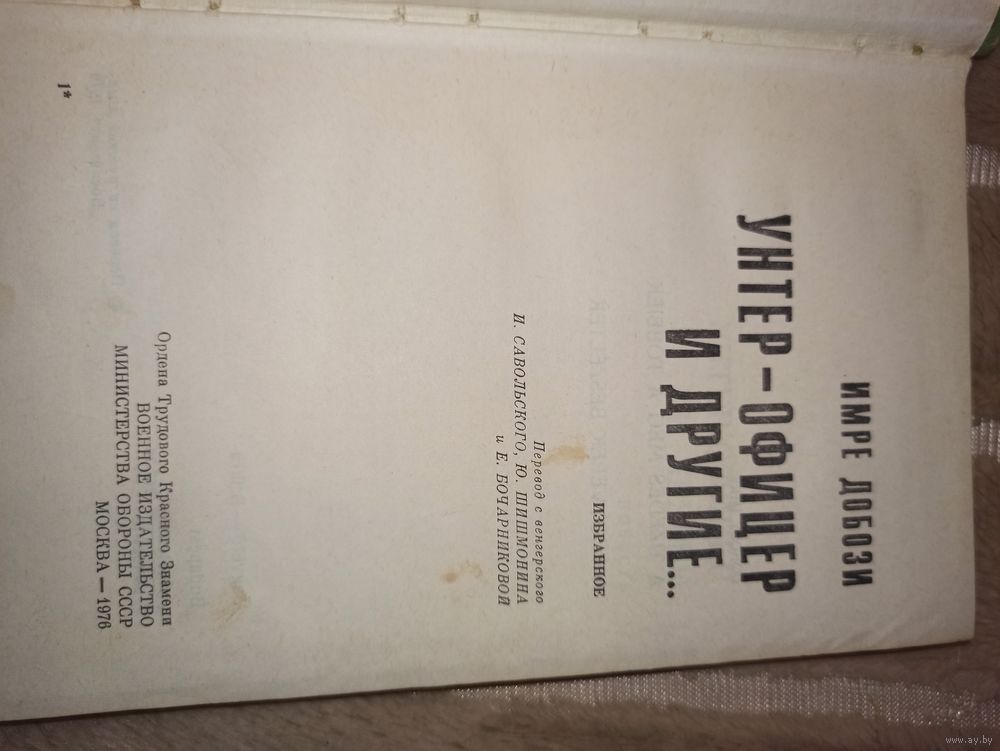 ИМРЕ ДОБОЗИ
УНТЕР-ОФИЦЕР
И ДРУГИЕ...
ИЗБРАННОЕ
Перевод с венгерского
И. САВОЛЬСКОГО, Ю. ШИШМОНИНА
и Е. БОЧАРНИКОВОЙ
Ордена Трудового Красного Знамени
ВОЕННОЕ ИЗДАТЕЛЬСТВО
МИНИСТЕРСТВА ОБОРОНЫ СССР
МОСКВА — 1976
1*
www.ay.by